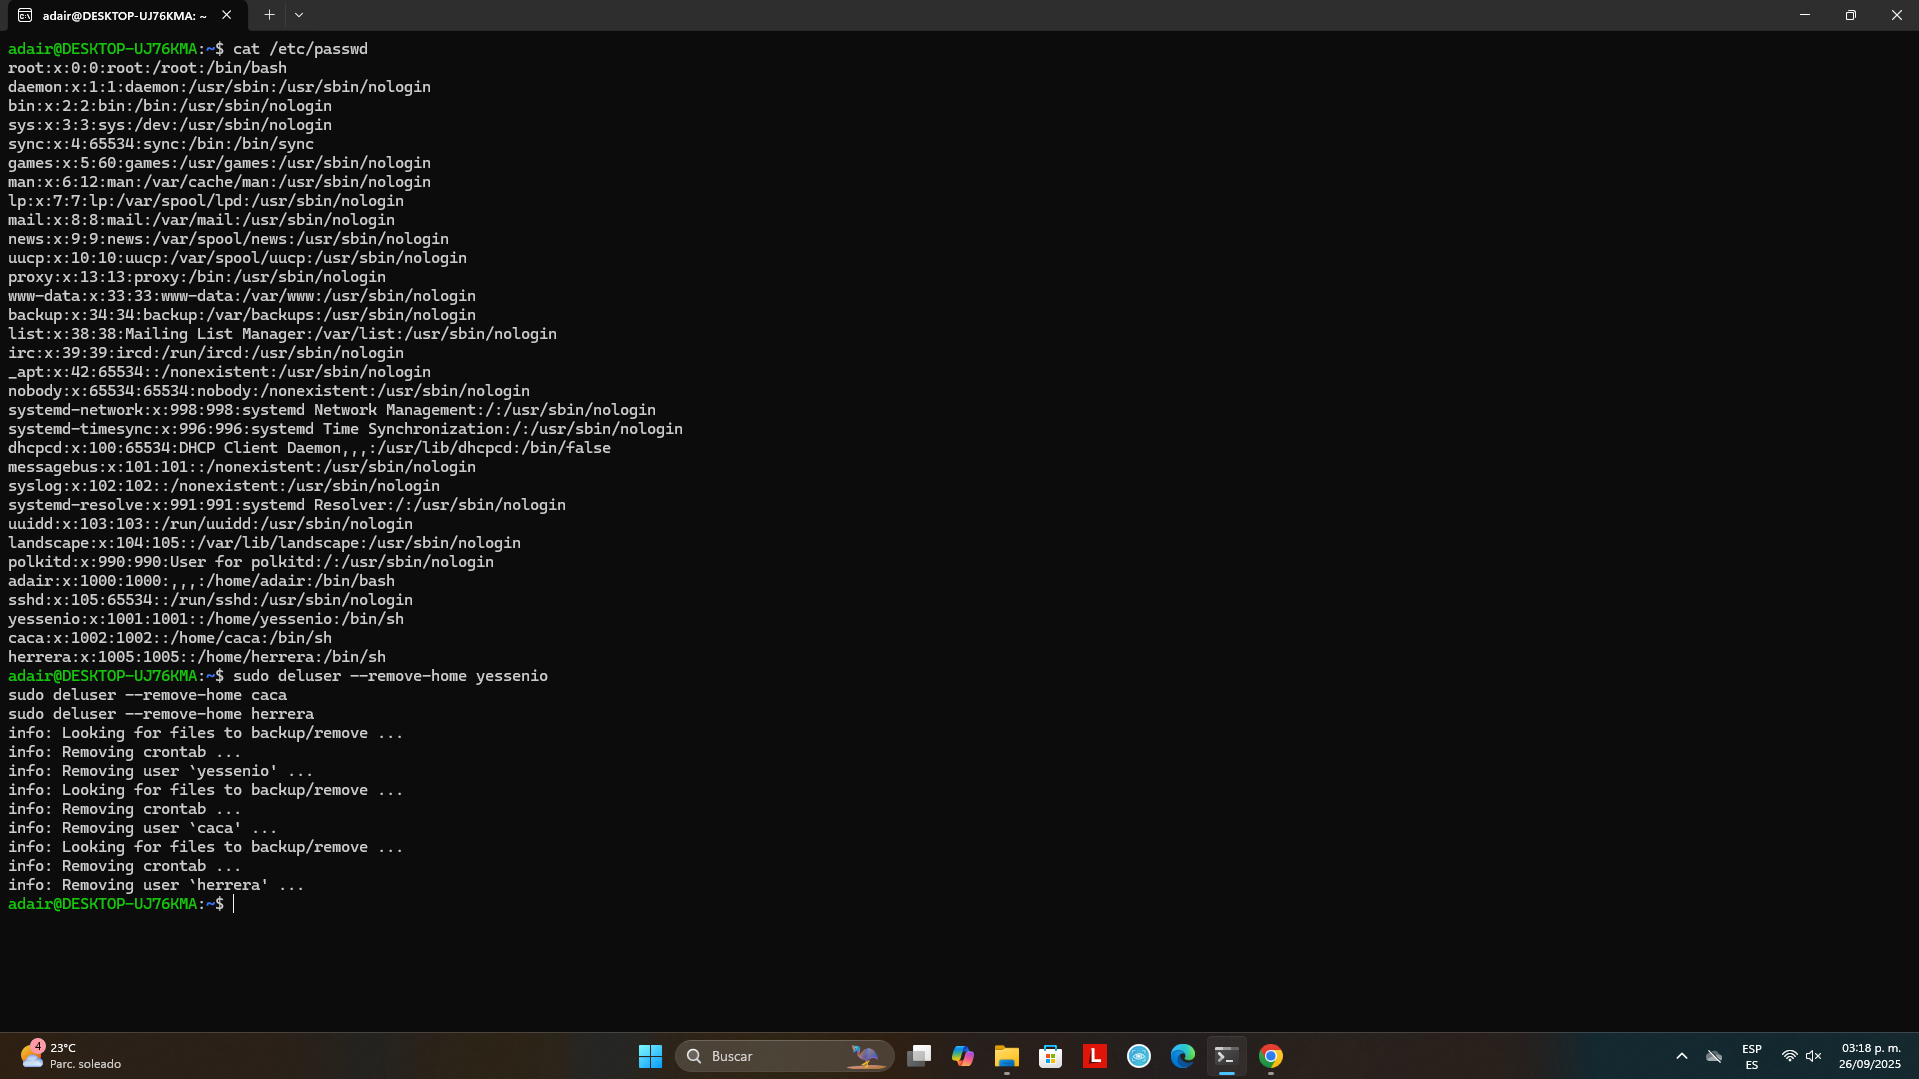 adair@DESKTOP-UJ76KMA: ~
adair@DESKTOP-UJ76KMA:~$ cat /etc/passwd
root:x:0:0:root:/root:/bin/bash
daemon:x:1:1:daemon:/usr/sbin:/usr/sbin/nologin
bin:x:2:2:bin:/bin:/usr/sbin/nologin
sys:x:3:3:sys:/dev:/usr/sbin/nologin
sync:x:4:65534:sync:/bin:/bin/sync
games:x:5:60:games:/usr/games:/usr/sbin/nologin
man:x:6:12:man:/var/cache/man:/usr/sbin/nologin
lp:x:7:7:lp:/var/spool/lpd:/usr/sbin/nologin
mail:x:8:8:mail:/var/mail:/usr/sbin/nologin
news:x:9:9:news:/var/spool/news:/usr/sbin/nologin
uucp:x:10:10:uucp:/var/spool/uucp:/usr/sbin/nologin
proxy:x:13:13:proxy:/bin:/usr/sbin/nologin
www-data:x:33:33:www-data:/var/www:/usr/sbin/nologin
backup:x:34:34:backup:/var/backups:/usr/sbin/nologin
list:x:38:38:Mailing List Manager:/var/list:/usr/sbin/nologin
irc:x:39:39:ircd:/run/ircd:/usr/sbin/nologin
_apt:x:42:65534::/nonexistent:/usr/sbin/nologin
nobody:x:65534:65534:nobody:/nonexistent:/usr/sbin/nologin
systemd-network:x:998:998:systemd Network Management:/:/usr/sbin/nologin
systemd-timesync:x:996:996:systemd Time Synchronization:/:/usr/sbin/nologin
dhcpcd:x:100:65534:DHCP Client Daemon,,,:/usr/lib/dhcpcd:/bin/false
messagebus:x:101:101::/nonexistent:/usr/sbin/nologin
syslog:x:102:102::/nonexistent:/usr/sbin/nologin
systemd-resolve:x:991:991:systemd Resolver:/:/usr/sbin/nologin
uuidd:x:103:103::/run/uuidd:/usr/sbin/nologin
landscape:x:104:105::/var/lib/landscape:/usr/sbin/nologin
polkitd:x:990:990:User for polkitd:/:/usr/sbin/nologin
adair:x:1000:1000:,,,:/home/adair:/bin/bash
sshd:x:105:65534::/run/sshd:/usr/sbin/nologin
yessenio:x:1001:1001::/home/yessenio:/bin/sh
caca:x:1002:1002::/home/caca:/bin/sh
herrera:x:1005:1005::/home/herrera:/bin/sh
adair@DESKTOP-UJ76KMA:~$ sudo deluser --remove-home yessenio
sudo deluser --remove-home caca
sudo deluser --remove-home herrera
info: Looking for files to backup/remove ...
info: Removing crontab ...
info: Removing user `yessenio' ...
info: Looking for files to backup/remove ...
info: Removing crontab ...
info: Removing user `caca' ...
info: Looking for files to backup/remove ...
info: Removing crontab ...
info: Removing user `herrera' ...
adair@DESKTOP-UJ76KMA:~$
4
23°C
Parc. soleado
Buscar
L
ESP
ES
03:18 p. m.
26/09/2025